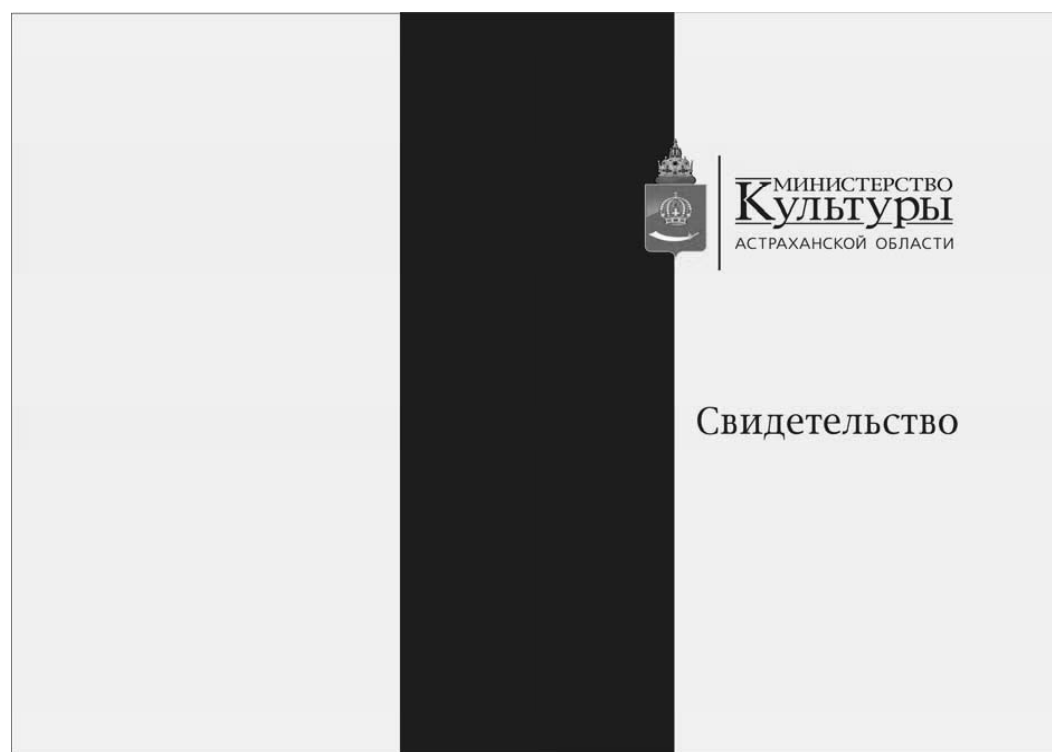 МИНИСТЕРСТВО
Культуры
АСТРАХАНСКОЙ ОБЛАСТИ
Свидетельство